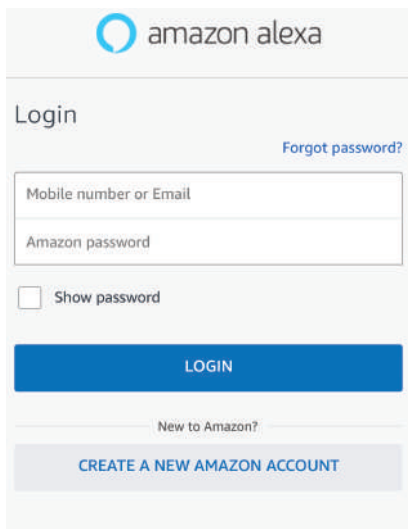 amazon alexa
Login
Forgot password?
Mobile number or Email
Amazon password
Show password
LOGIN
New to Amazon?
CREATE A NEW AMAZON ACCOUNT